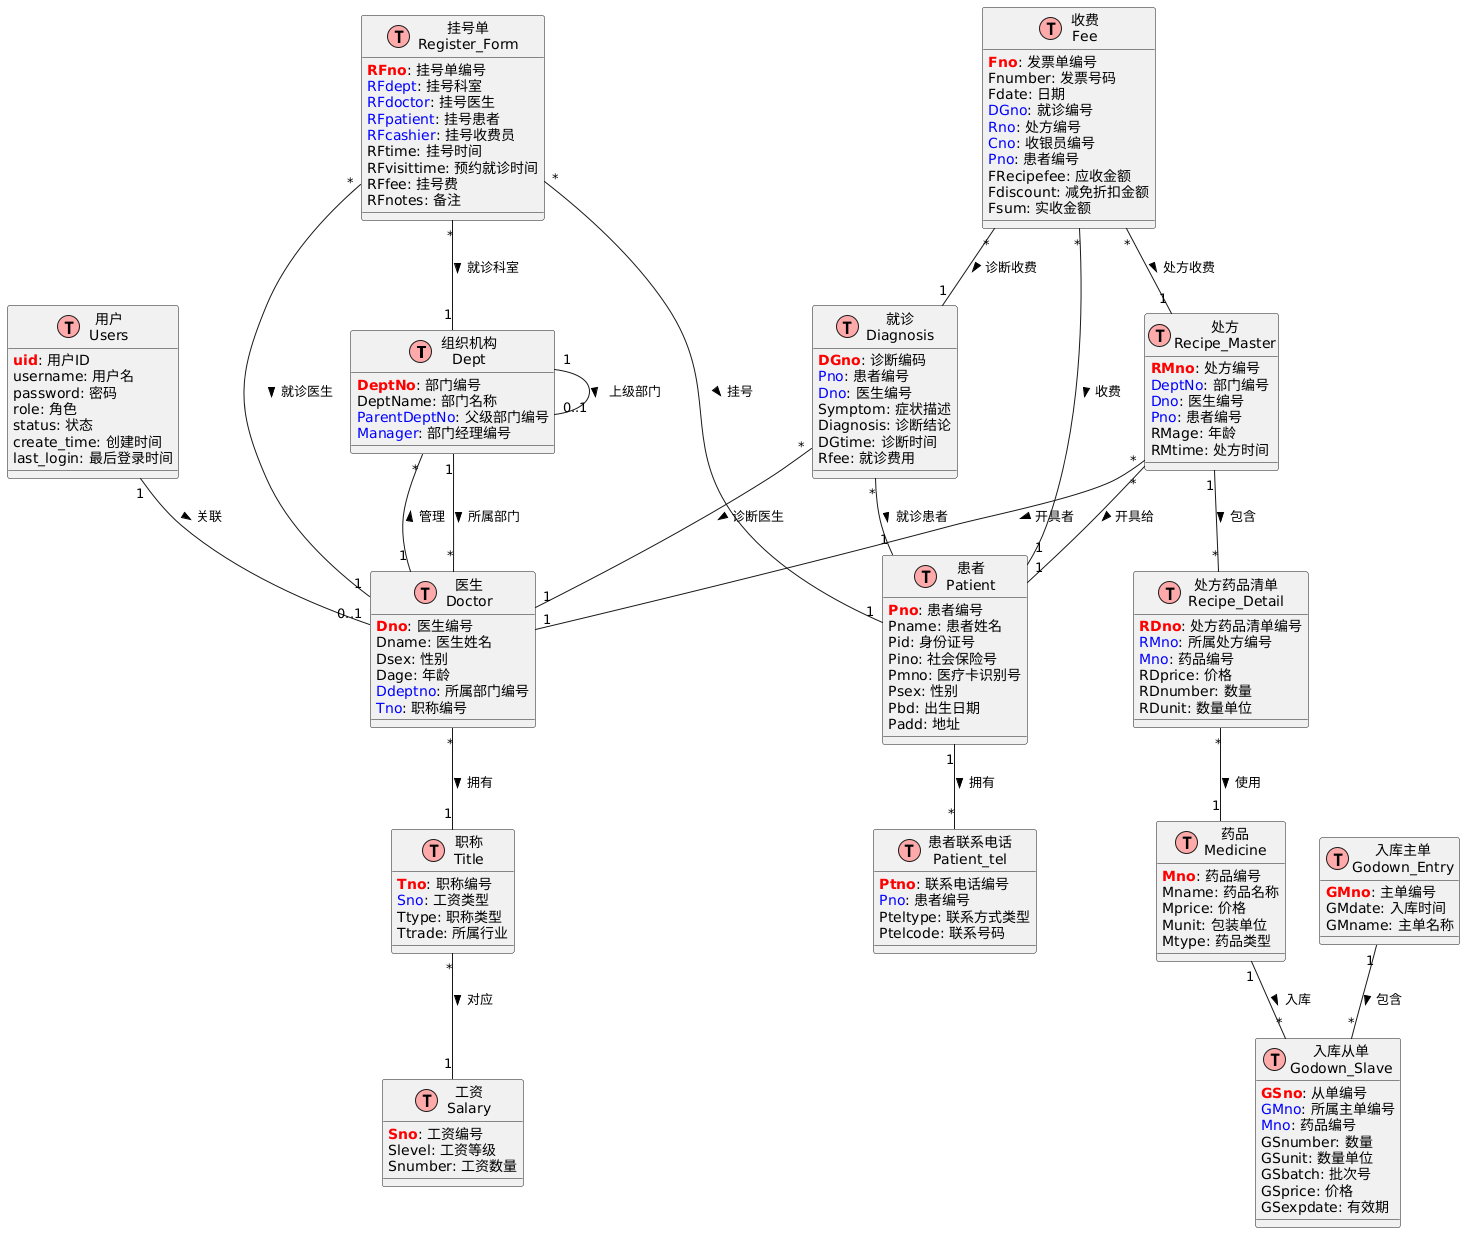 T
挂号单
Register_Form
RFno: 挂号单编号
RFdept: 挂号科室
RFdoctor: 挂号医生
RFpatient: 挂号患者
RFcashier: 挂号收费员
RFtime: 挂号时间
RFvisittime: 预约就诊时间
RFfee: 挂号费
RFnotes: 备注
T
收费
Fee
Fno: 发票单编号
Fnumber: 发票号码
Fdate: 日期
DGno: 就诊编号
Rno: 处方编号
Cno: 收银员编号
Pno: 患者编号
FRecipefee: 应收金额
Fdiscount: 减免折扣金额
Fsum: 实收金额
*
*
*
*
*
*
就诊科室
诊断收费
处方收费
1
1
1
T
用户
Users
uid: 用户ID
username: 用户名
password: 密码
role: 角色
status: 状态
create_time: 创建时间
last_login: 最后登录时间
T
组织机构
Dept
DeptNo: 部门编号
DeptName: 部门名称
ParentDeptNo: 父级部门编号
Manager: 部门经理编号
1
上级部门
0..1
就诊医生
挂号
收费
T
就诊
Diagnosis
DGno: 诊断编码
Pno: 患者编号
Dno: 医生编号
Symptom: 症状描述
Diagnosis: 诊断结论
DGtime: 诊断时间
Rfee: 就诊费用
T
处方
Recipe_Master
RMno: 处方编号
DeptNo: 部门编号
Dno: 医生编号
Pno: 患者编号
RMage: 年龄
RMtime: 处方时间
*
*
*
1
*
1
*
1
关联
管理
所属部门
诊断医生
就诊患者
开具者
开具给
包含
1
1
*
0..1
1
1
1
1
1
1
*
T
医生
Doctor
Dno: 医生编号
Dname: 医生姓名
Dsex: 性别
Dage: 年龄
Ddeptno: 所属部门编号
Tno: 职称编号
T
患者
Patient
Pno: 患者编号
Pname: 患者姓名
Pid: 身份证号
Pino: 社会保险号
Pmno: 医疗卡识别号
Psex: 性别
Pbd: 出生日期
Padd: 地址
T
处方药品清单
Recipe_Detail
RDno: 处方药品清单编号
RMno: 所属处方编号
Mno: 药品编号
RDprice: 价格
RDnumber: 数量
RDunit: 数量单位
*
1
*
拥有
拥有
使用
1
*
1
T
职称
Title
Tno: 职称编号
Sno: 工资类型
Ttype: 职称类型
Ttrade: 所属行业
T
患者联系电话
Patient_tel
Ptno: 联系电话编号
Pno: 患者编号
Pteltype: 联系方式类型
Ptelcode: 联系号码
T
药品
Medicine
Mno: 药品编号
Mname: 药品名称
Mprice: 价格
Munit: 包装单位
Mtype: 药品类型
T
入库主单
Godown_Entry
GMno: 主单编号
GMdate: 入库时间
GMname: 主单名称
*
1
1
对应
入库
包含
1
*
*
T
工资
Salary
Sno: 工资编号
Slevel: 工资等级
Snumber: 工资数量
T
入库从单
Godown_Slave
GSno: 从单编号
GMno: 所属主单编号
Mno: 药品编号
GSnumber: 数量
GSunit: 数量单位
GSbatch: 批次号
GSprice: 价格
GSexpdate: 有效期